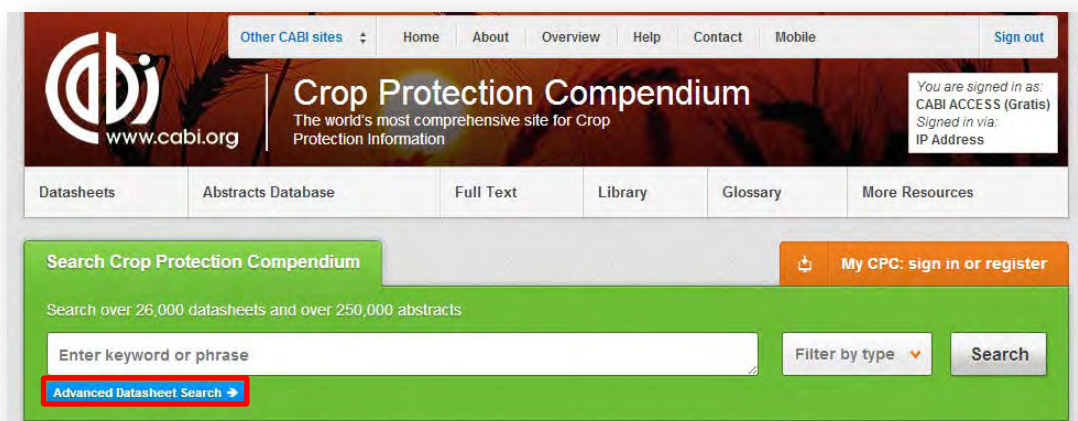 Other CABI sites Home About Overview Help Contact Mobile Sign out
cabi
www.cabi.org
Crop Protection Compendium
The world's most comprehensive site for Crop
Protection Information
You are signed in as:
CABI ACCESS (Gratis)
Signed in via:
IP Address
Datasheets Abstracts Database Full Text Library Glossary More Resources
Search Crop Protection Compendium
My CPC: sign in or register
Search over 26,000 datasheets and over 250,000 abstracts
Enter keyword or phrase
Filter by type
Search
Advanced Datasheet Search →